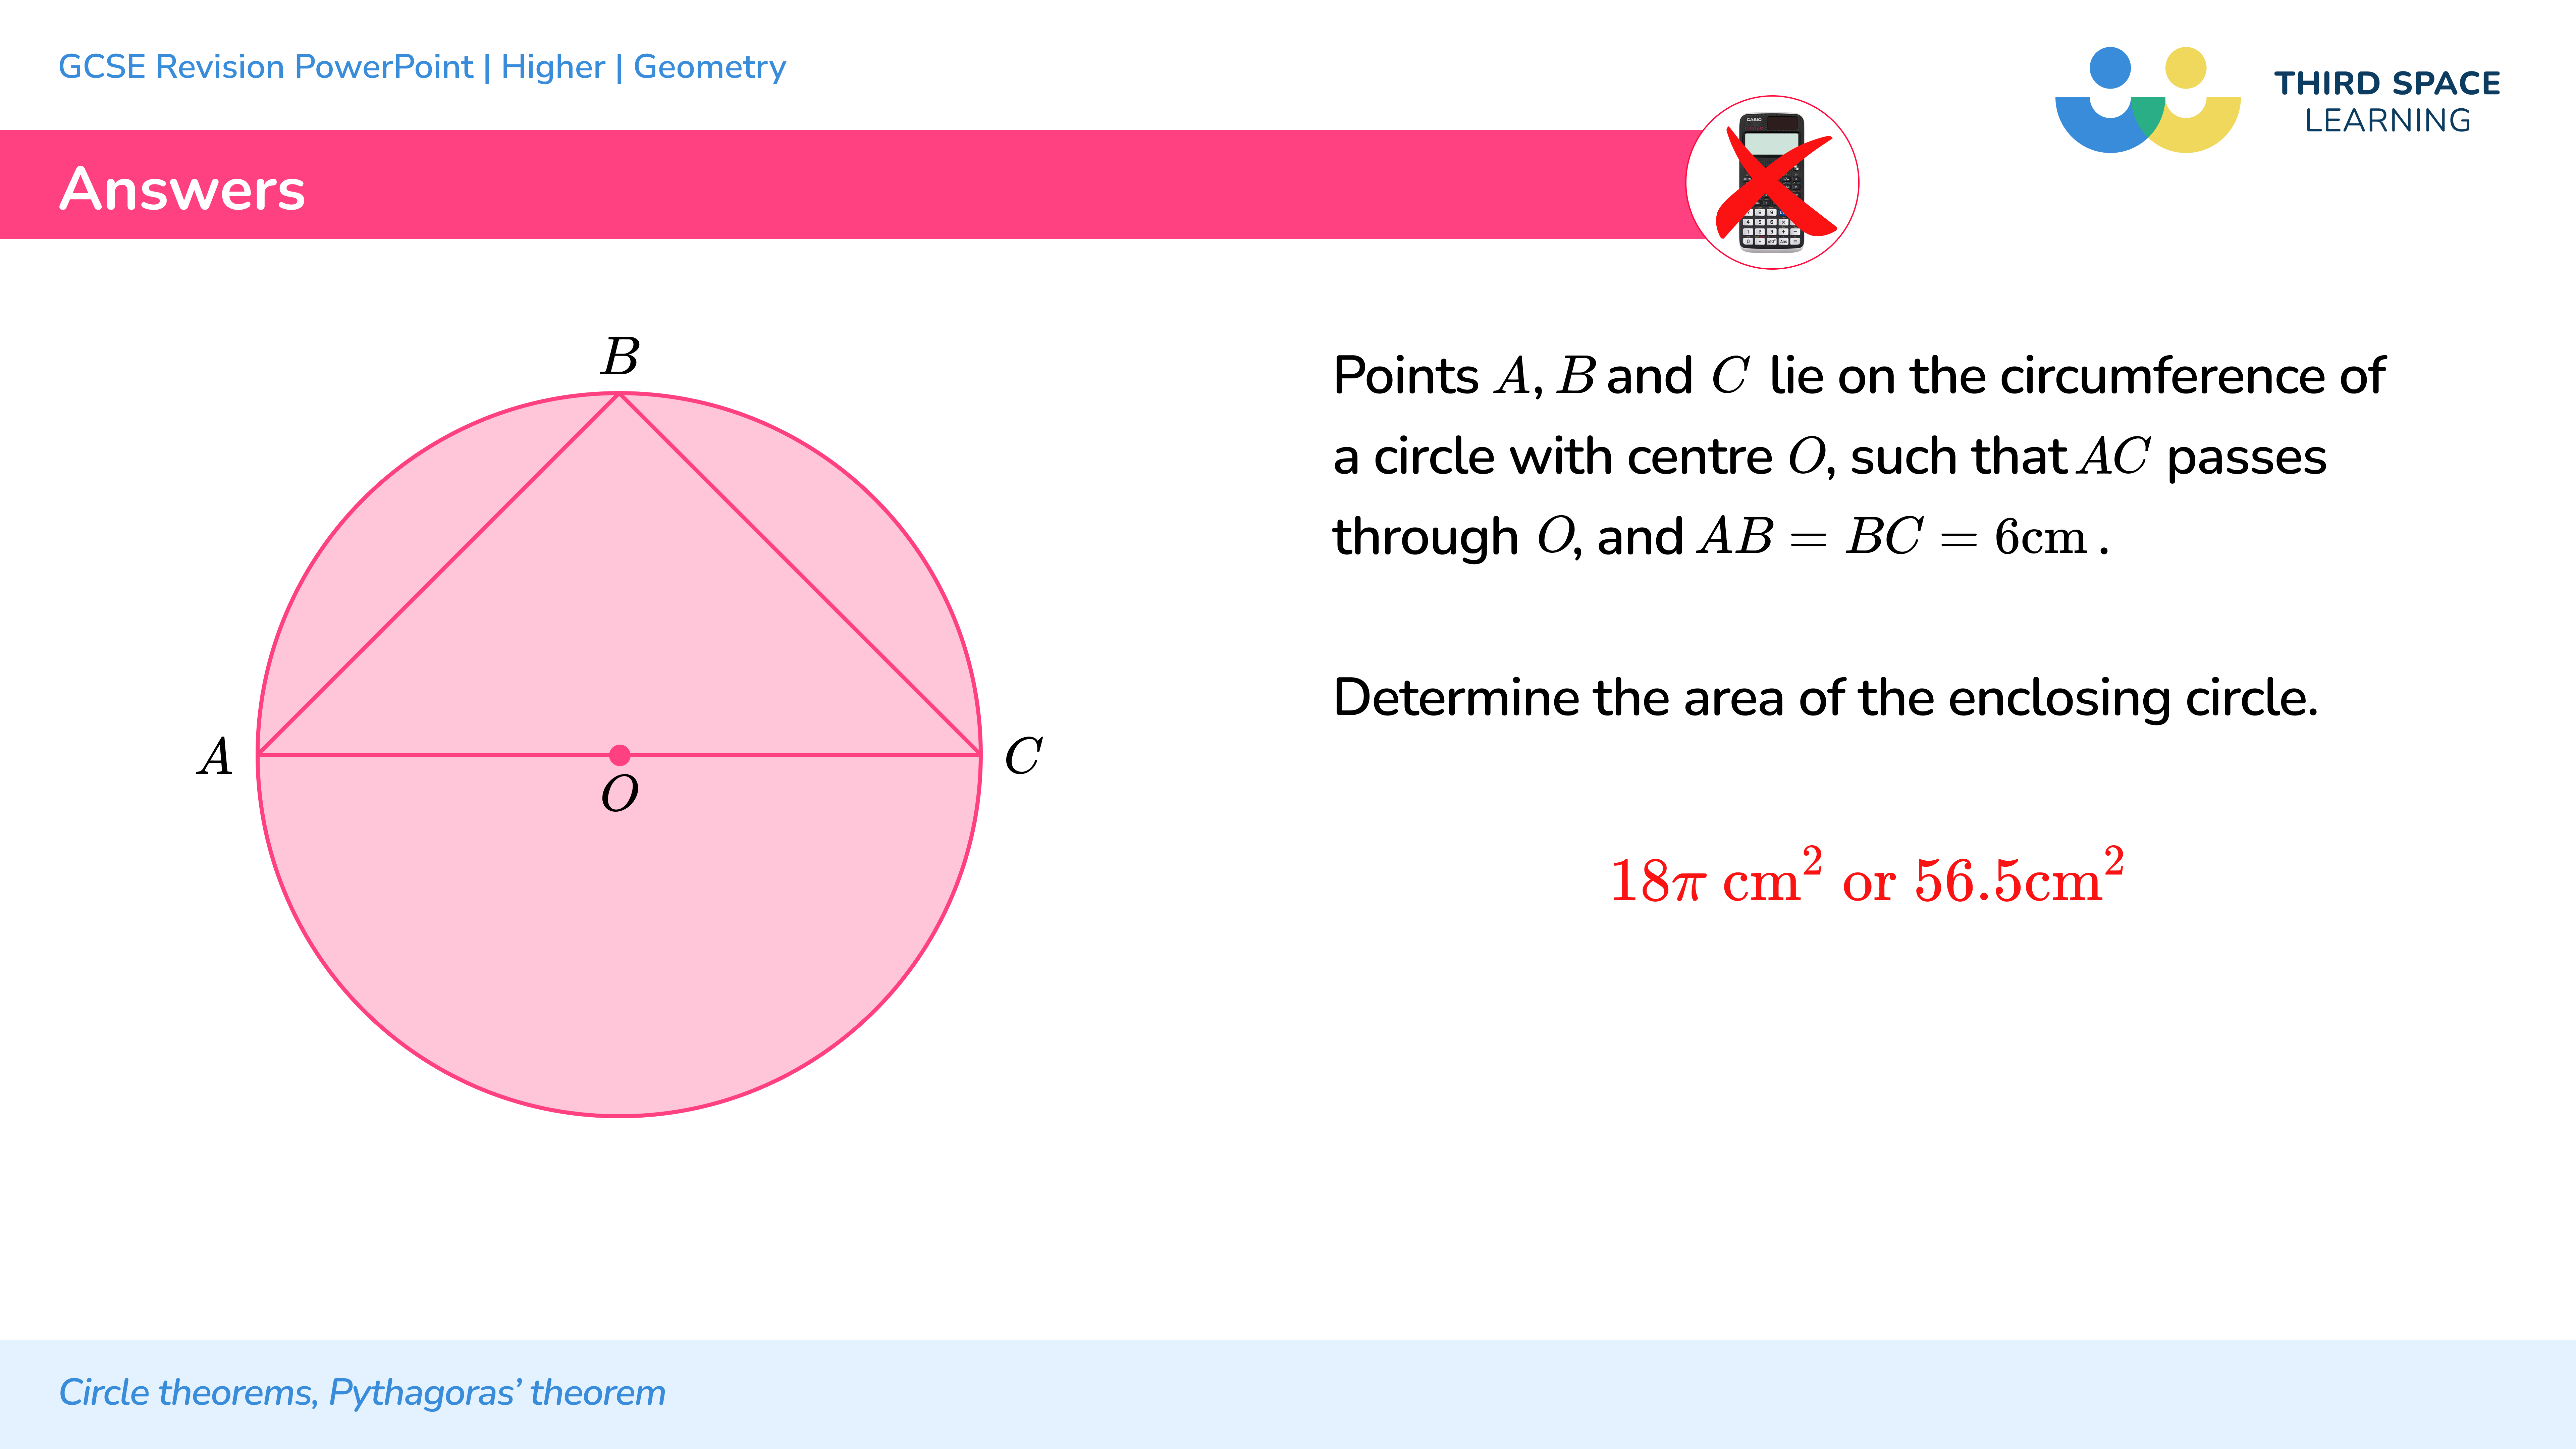 GCSE Revision PowerPoint | Higher | Geometry
THIRD SPACE
LEARNING
Answers
CASIO
B
A
C
O
Points A, B and C lie on the circumference of
a circle with centre O, such that AC passes
through O, and AB = BC = 6cm.
Determine the area of the enclosing circle.
18π cm² or 56.5cm²
Circle theorems, Pythagoras’ theorem